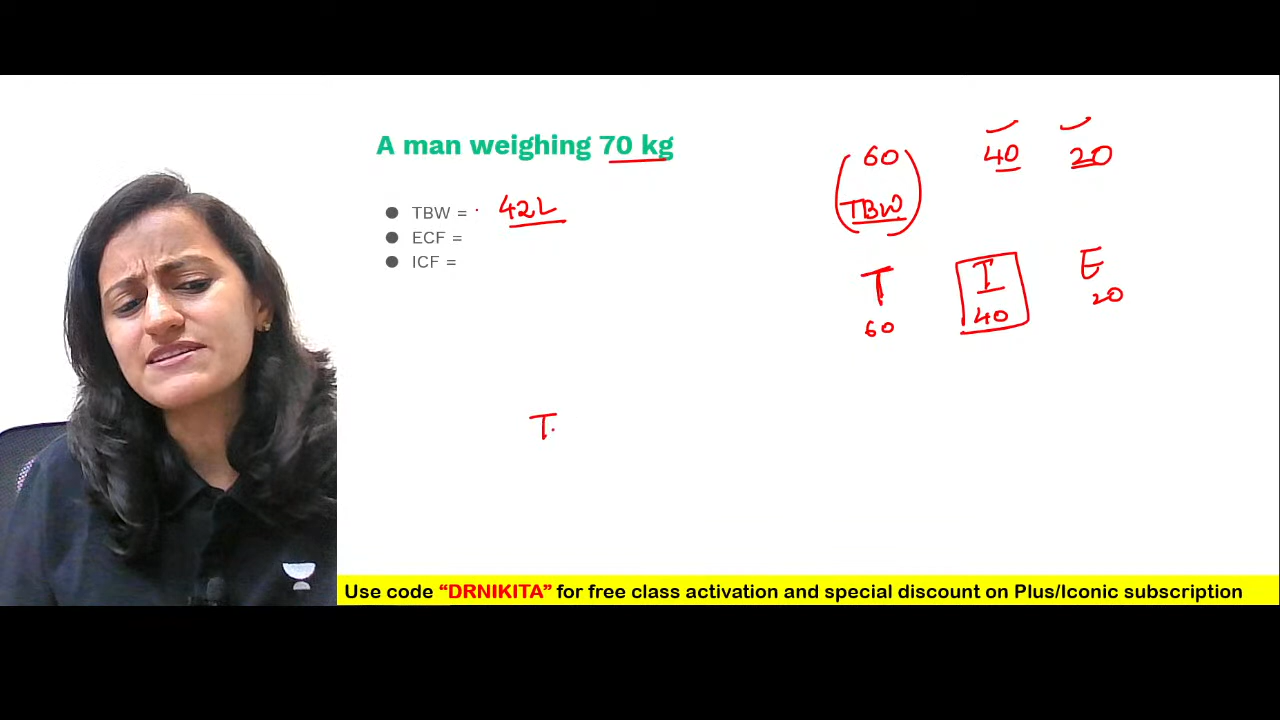 A man weighing 70 kg
● TBW = 42L
● ECF =
● ICF =
60 40 20
TBW
T I E
60 40 20
T
Use code “DRNIKITA” for free class activation and special discount on Plus/Iconic subscription